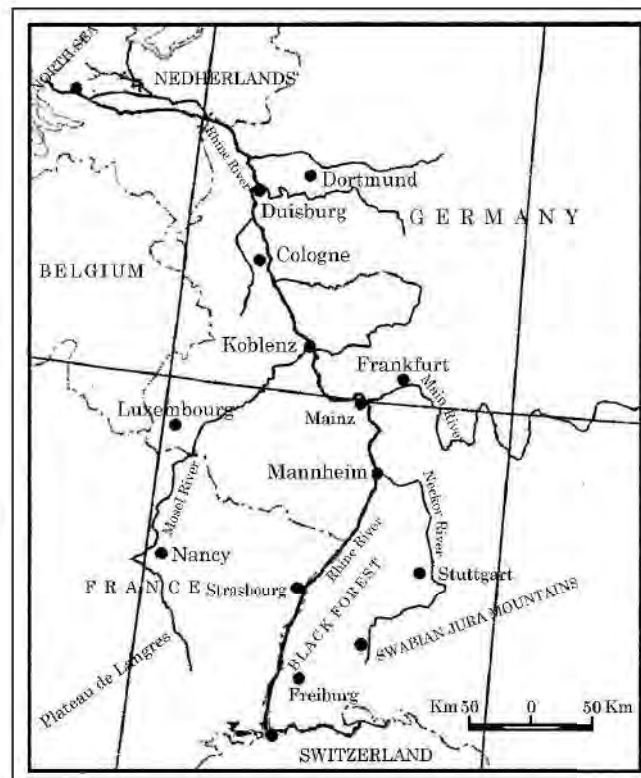 NORTH SEA
NEDHERLANDS'
Rhine River
Dortmund
Duisburg
GERMANY
Cologne
BELGIUM
Koblenz
Frankfurt
Main River
Luxembourg
Mainz
Mannheim
Mosel River
Neckor River
Rhine River
Nancy
FRANCE
Strasbourg
Stuttgart
BLACK FOREST
SWABIAN JURA MOUNTAINS
Plateau de Langres
Freiburg
Km 50 0 50 Km
SWITZERLAND